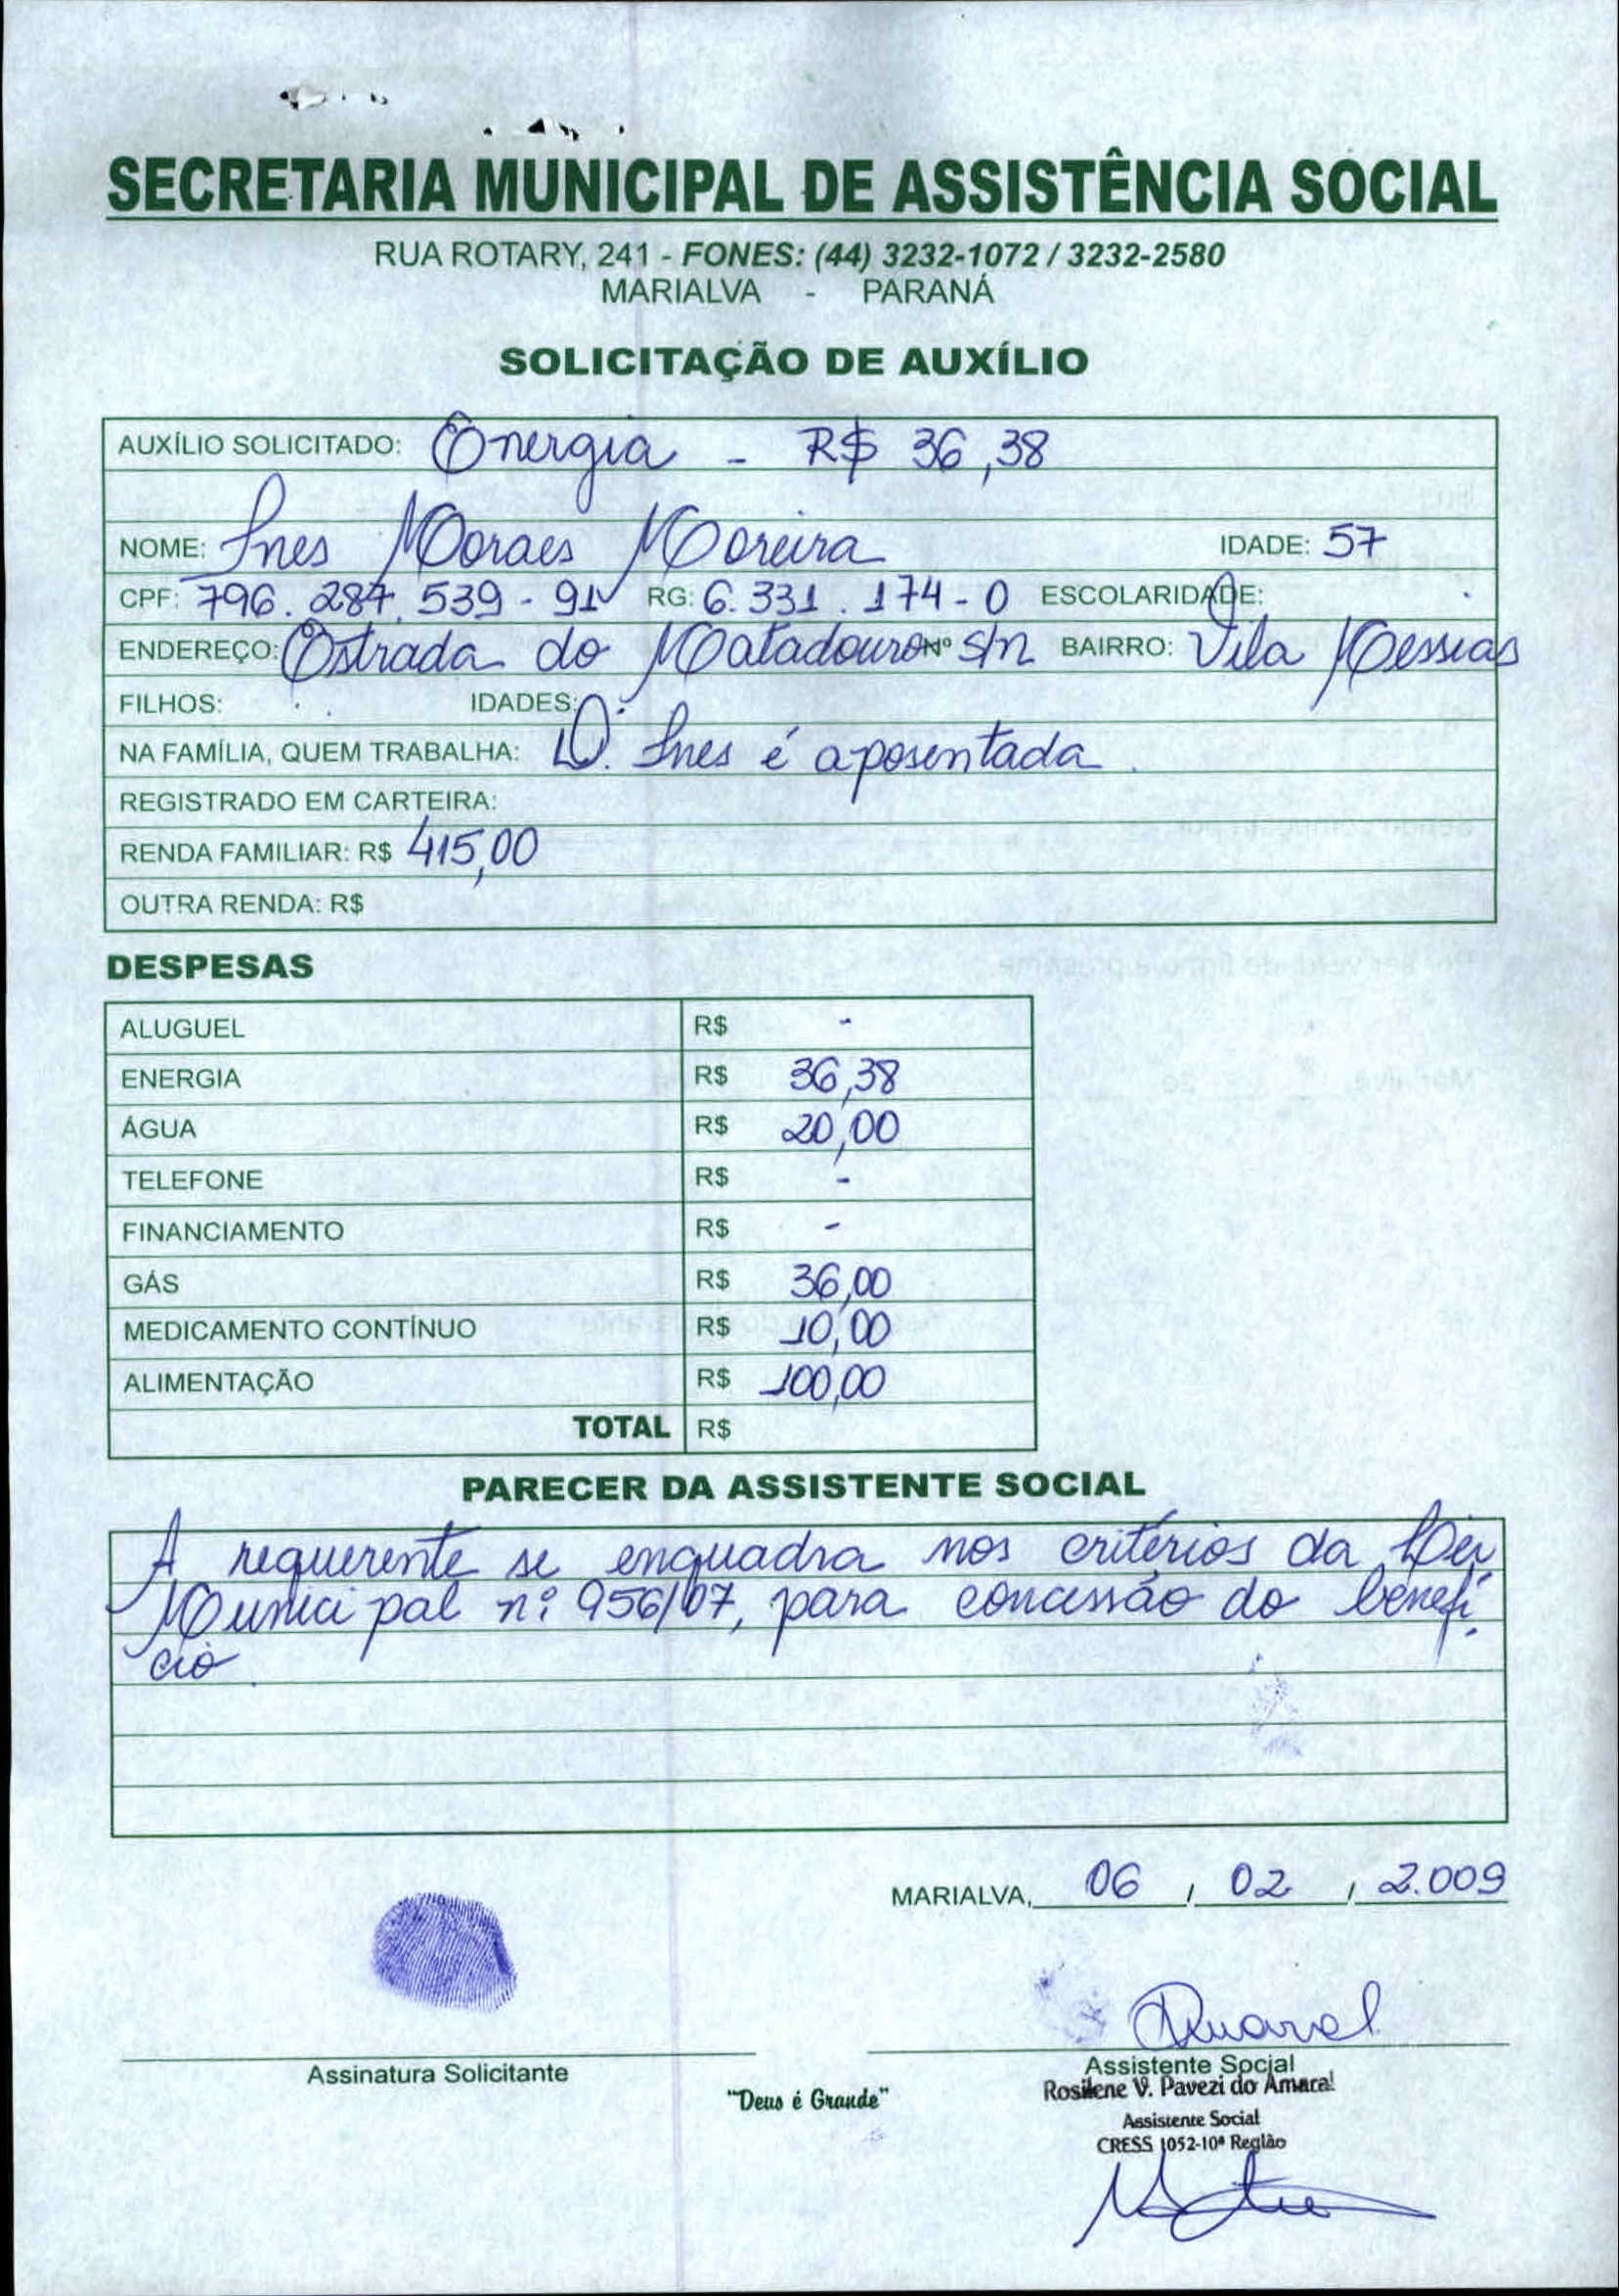 SECRETARIA MUNICIPAL DE ASSISTÊNCIA SOCIAL
RUA ROTARY, 241 - FONES: (44) 3232-1072 / 3232-2580
MARIALVA - PARANÁ
SOLICITAÇÃO DE AUXÍLIO
AUXÍLIO SOLICITADO: Energia - R$ 36,38
NOME: Ines Moraes Moreira IDADE: 57
CPF: 796.287.539-91 RG: 6.331.174-0 ESCOLARIDADE:
ENDEREÇO: Estrada do Matadouro Nº S/n BAIRRO: Vila Messias
FILHOS: IDADES:
NA FAMÍLIA, QUEM TRABALHA: D. Ines é aposentada.
REGISTRADO EM CARTEIRA:
RENDA FAMILIAR: R$ 415,00
OUTRA RENDA: R$
DESPESAS
ALUGUEL R$ -
ENERGIA R$ 36,38
ÁGUA R$ 20,00
TELEFONE R$ -
FINANCIAMENTO R$ -
GÁS R$ 36,00
MEDICAMENTO CONTÍNUO R$ 10,00
ALIMENTAÇÃO R$ 100,00
TOTAL R$
PARECER DA ASSISTENTE SOCIAL
A requerente se enquadra nos critérios da Lei
Municipal nº 956/07, para concessão do benefí
cio.
MARIALVA, 06 / 02 / 2.009
Amaral
Assinatura Solicitante
Assistente Social
Rosilene V. Pavezi do Amaral
"Deus é Grande"
Assistente Social
CRESS 1052-10ª Região